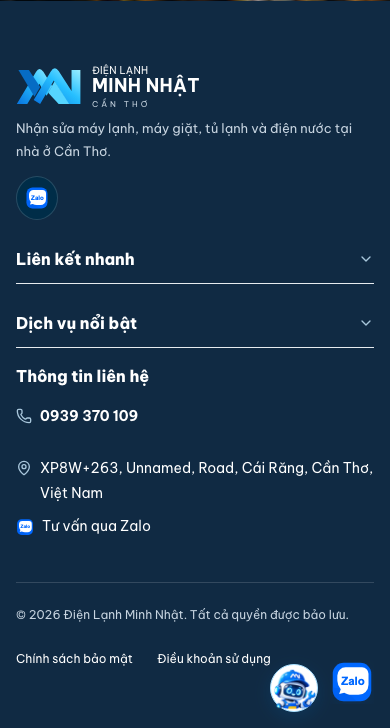 ĐIỆN LẠNH
MINH NHẬT
CẦN THƠ
Nhận sửa máy lạnh, máy giặt, tủ lạnh và điện nước tại
nhà ở Cần Thơ.
Zalo
Liên kết nhanh
Dịch vụ nổi bật
Thông tin liên hệ
0939 370 109
XP8W+263, Unnamed, Road, Cái Răng, Cần Thơ,
Việt Nam
Zalo Tư vấn qua Zalo
© 2026 Điện Lạnh Minh Nhật. Tất cả quyền được bảo lưu.
Chính sách bảo mật Điều khoản sử dụng
Zalo